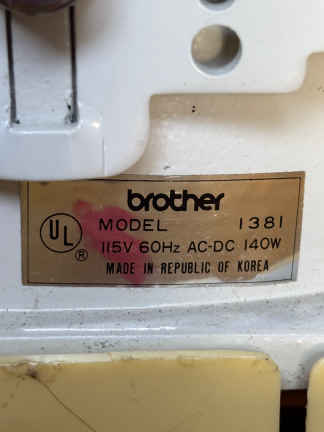 brother
UL ®
MODEL 1381
115V 60Hz AC-DC 140W
MADE IN REPUBLIC OF KOREA